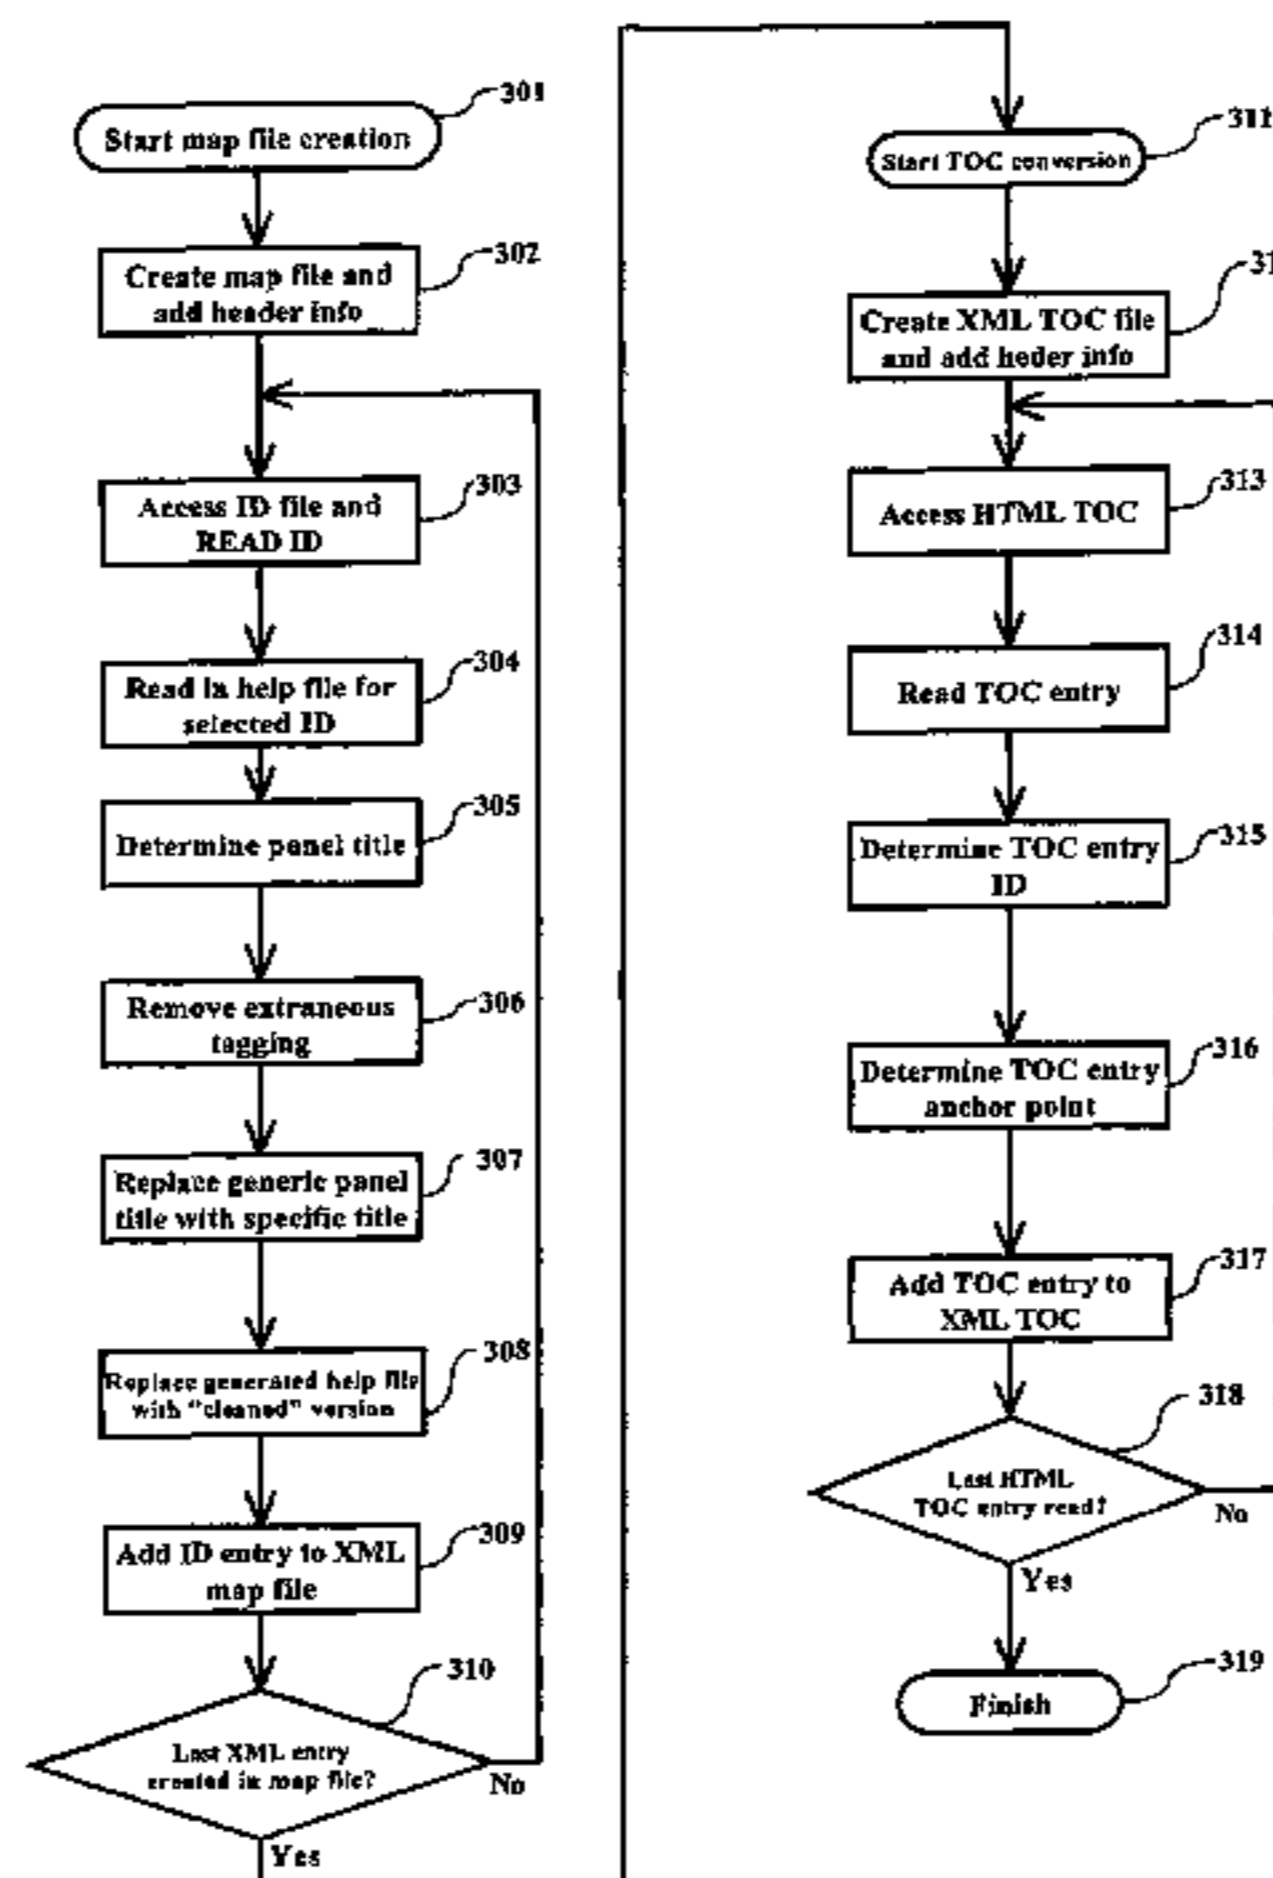 301
Start map file creation
302
Create map file and
add header info
303
Access ID file and
READ ID
304
Read in help file for
selected ID
305
Determine panel title
306
Remove extraneous
tagging
307
Replace generic panel
title with specific title
308
Replace generated help file
with "cleaned" version
309
Add ID entry to XML
map file
310
Last XML entry
created in map file?
No
Yes
311
Start TOC conversion
31
Create XML TOC file
and add heder info
313
Access HTML TOC
314
Read TOC entry
315
Determine TOC entry
ID
316
Determine TOC entry
anchor point
317
Add TOC entry to
XML TOC
318
Last HTML
TOC entry read?
No
Yes
319
Finish